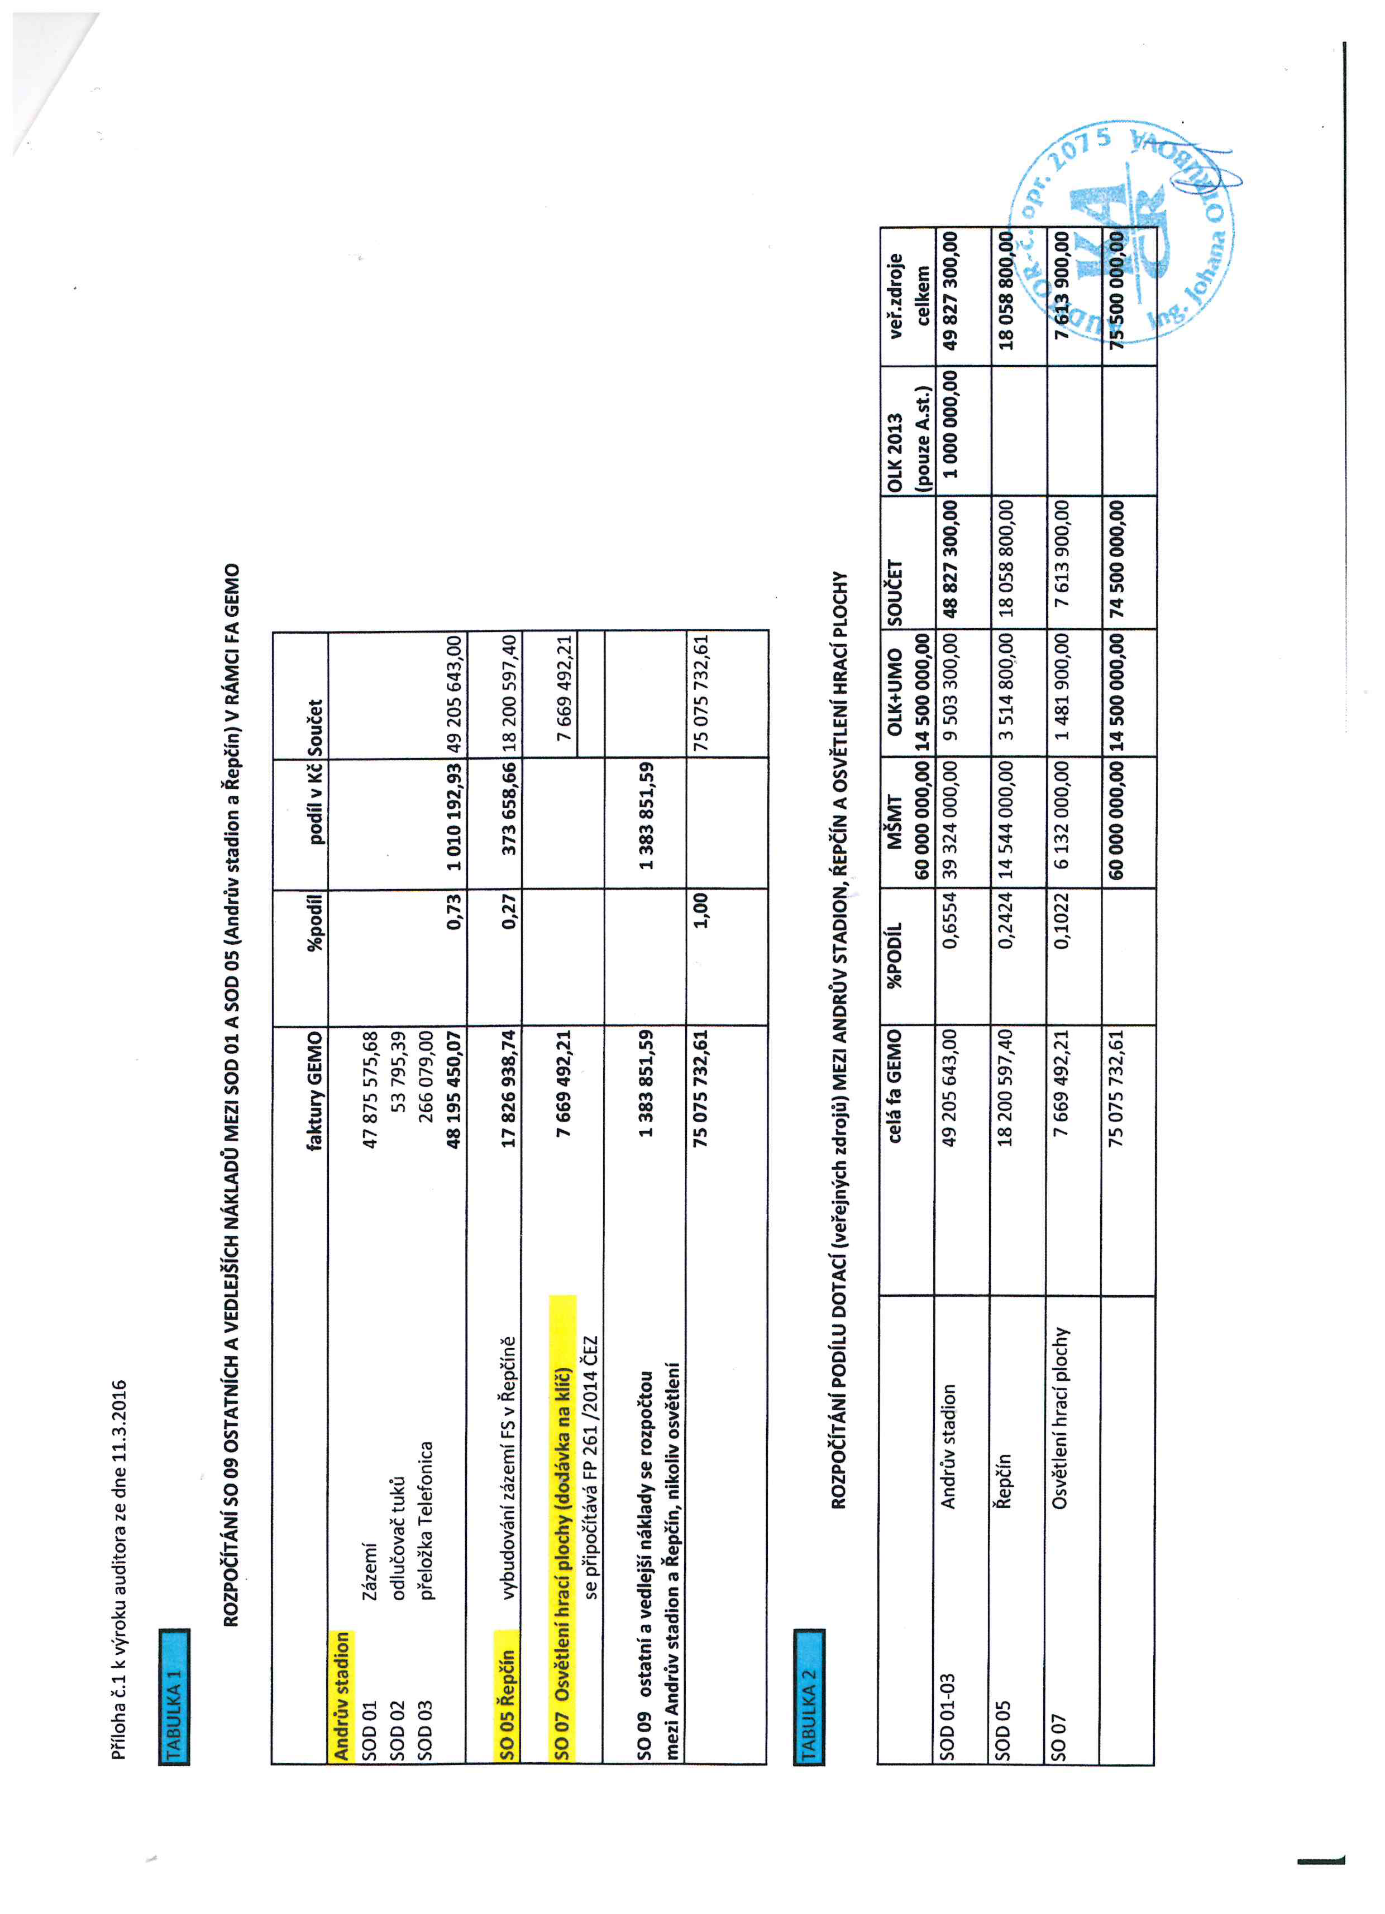 Příloha č.1 k výroku auditora ze dne 11.3.2016
TABULKA 1
ROZPOČÍTÁNÍ SO 09 OSTATNÍCH A VEDLEJŠÍCH NÁKLADŮ MEZI SOD 01 A SOD 05 (Andrův stadion a Řepčín) V RÁMCI FA GEMO
faktury GEMO %podíl podíl v Kč Součet
Andrův stadion
SOD 01 Zázemí 47 875 575,68
SOD 02 odlučovač tuků 53 795,39
SOD 03 přeložka Telefonica 266 079,00
48 195 450,07 0,73 1 010 192,93 49 205 643,00
SO 05 Řepčín vybudování zázemí FS v Řepčíně 17 826 938,74 0,27 373 658,66 18 200 597,40
SO 07 Osvětlení hrací plochy (dodávka na klíč) 7 669 492,21 7 669 492,21
se připočítává FP 261 /2014 ČEZ
SO 09 ostatní a vedlejší náklady se rozpočtou 1 383 851,59 1 383 851,59
mezi Andrův stadion a Řepčín, nikoliv osvětlení
75 075 732,61 1,00 75 075 732,61
TABULKA 2
ROZPOČÍTÁNÍ PODÍLU DOTACÍ (veřejných zdrojů) MEZI ANDRŮV STADION, ŘEPČÍN A OSVĚTLENÍ HRACÍ PLOCHY
celá fa GEMO %PODÍL MŠMT OLK+UMO SOUČET OLK 2013 veř.zdroje
60 000 000,00 14 500 000,00 (pouze A.st.) celkem
SOD 01-03 Andrův stadion 49 205 643,00 0,6554 39 324 000,00 9 503 300,00 48 827 300,00 1 000 000,00 49 827 300,00
SOD 05 Řepčín 18 200 597,40 0,2424 14 544 000,00 3 514 800,00 18 058 800,00 18 058 800,00
SO 07 Osvětlení hrací plochy 7 669 492,21 0,1022 6 132 000,00 1 481 900,00 7 613 900,00 7 613 900,00
75 075 732,61 60 000 000,00 14 500 000,00 74 500 000,00 75 500 000,00
AUDITOR-č. opr. 2075
KA
ČR
Ing. Johana OTRUBOVÁ